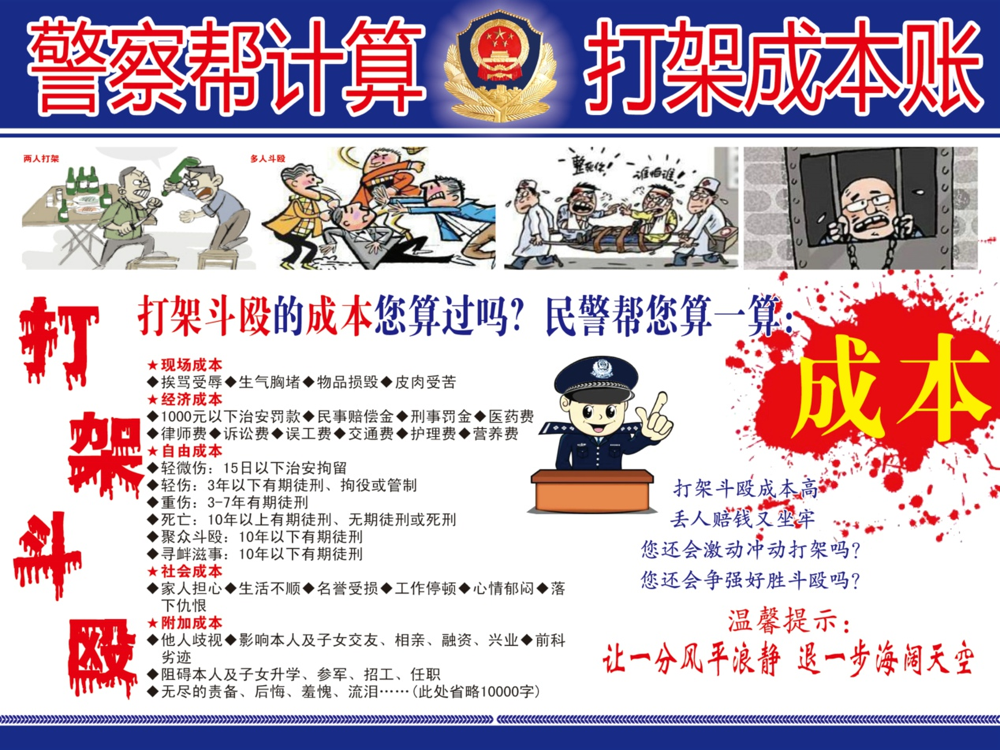 警察帮计算 打架成本账
两人打架
多人斗殴
整死他！
谁怕谁！
打架斗殴
打架斗殴的成本您算过吗？民警帮您算一算：
成本
★现场成本
◆挨骂受辱◆生气胸堵◆物品损毁◆皮肉受苦
★经济成本
◆1000元以下治安罚款◆民事赔偿金◆刑事罚金◆医药费
◆律师费◆诉讼费◆误工费◆交通费◆护理费◆营养费
★自由成本
◆轻微伤：15日以下治安拘留
◆轻伤：3年以下有期徒刑、拘役或管制
◆重伤：3-7年有期徒刑
◆死亡：10年以上有期徒刑、无期徒刑或死刑
◆聚众斗殴：10年以下有期徒刑
◆寻衅滋事：10年以下有期徒刑
★社会成本
◆家人担心◆生活不顺◆名誉受损◆工作停顿◆心情郁闷◆落
下仇恨
★附加成本
◆他人歧视◆影响本人及子女交友、相亲、融资、兴业◆前科
劣迹
◆阻碍本人及子女升学、参军、招工、任职
◆无尽的责备、后悔、羞愧、流泪……(此处省略10000字)
打架斗殴成本高
丢人赔钱又坐牢
您还会激动冲动打架吗？
您还会争强好胜斗殴吗？
温馨提示：
让一分风平浪静 退一步海阔天空